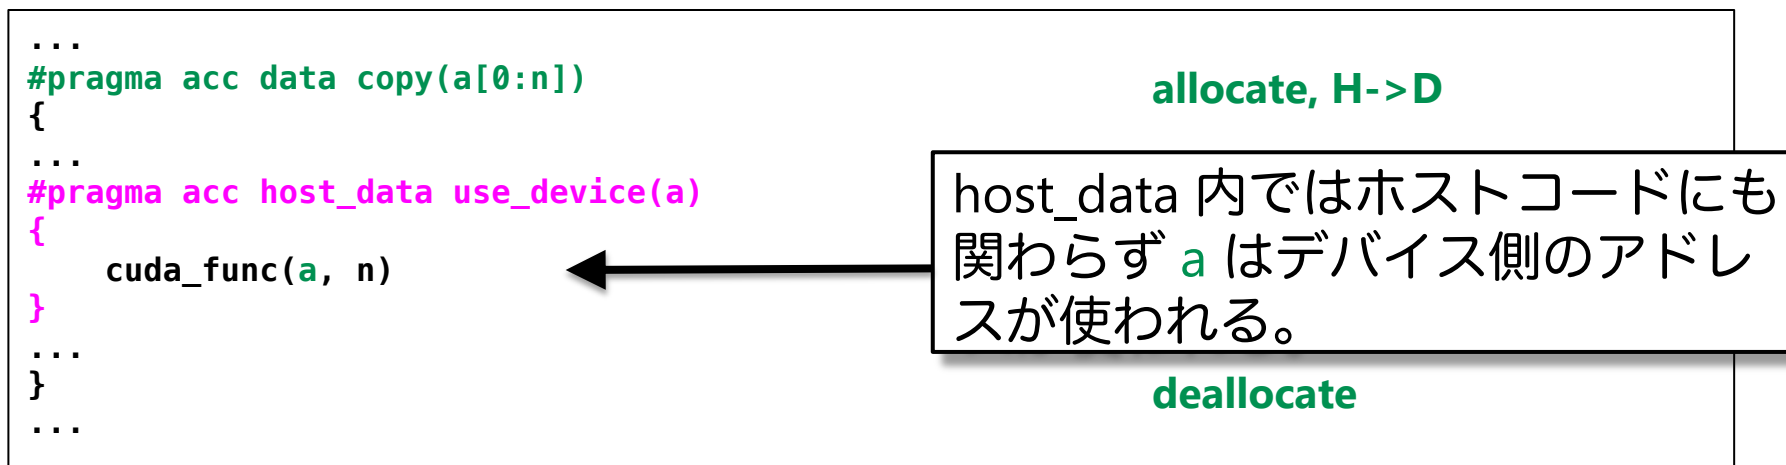 ...
#pragma acc data copy(a[0:n])
allocate, H->D
{
...
#pragma acc host_data use_device(a)
{
cuda_func(a, n)
}
host_data 内ではホストコードにも
関わらず a はデバイス側のアドレ
スが使われる。
...
}
deallocate
...